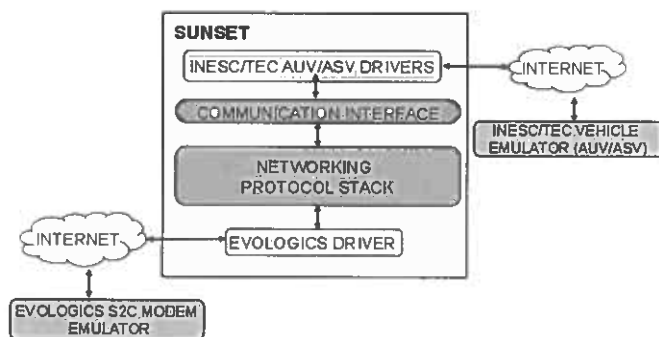 SUNSET
INESC/TEC AUV/ASV DRIVERS
INTERNET
COMMUNICATION INTERFACE
INESC/TEC VEHICLE
EMULATOR (AUV/ASV)
NETWORKING
PROTOCOL STACK
INTERNET
EVOLOGICS DRIVER
EVOLOGICS S2C MODEM
EMULATOR